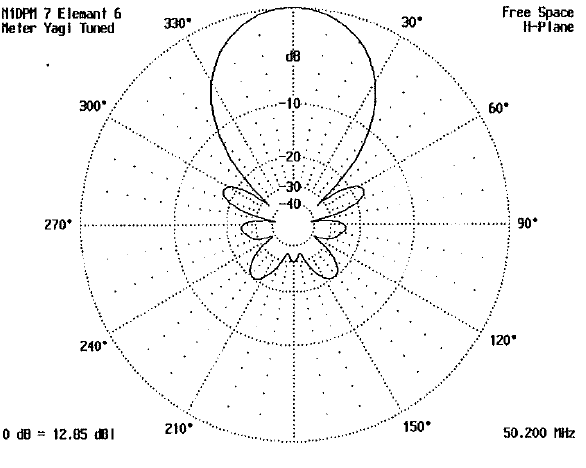 N1DPM 7 Elemant 6
Meter Yagi Tuned
Free Space
H-Plane
330°
30°
dB
300°
-10
60°
-20
-30
-40
270°
90°
240°
120°
210°
150°
0 dB = 12.05 dBI
50.200 MHz